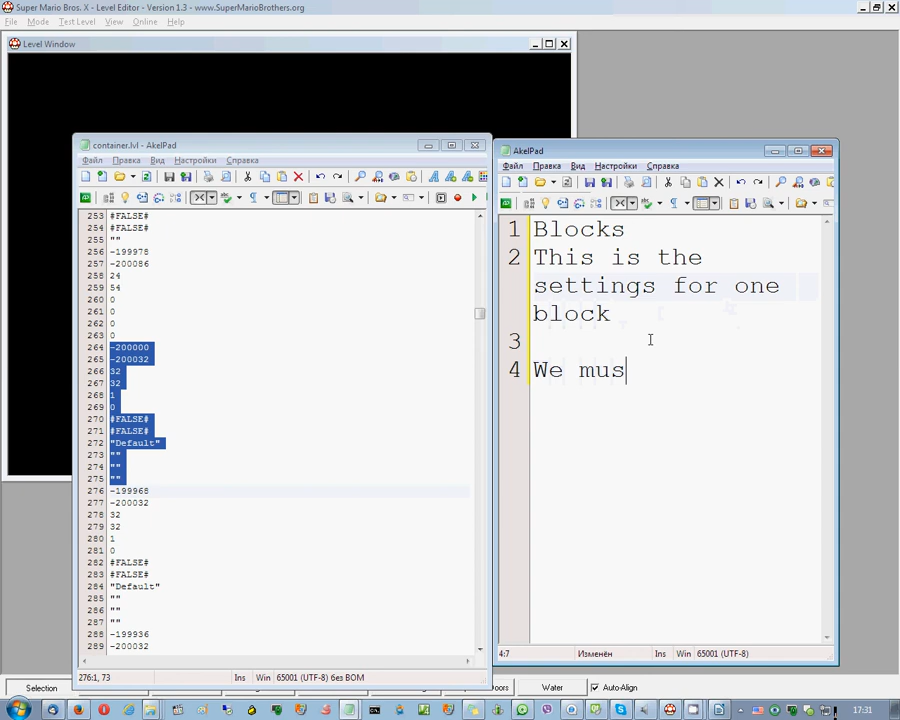 Super Mario Bros. X - Level Editor - Version 1.3 - www.SuperMarioBrothers.org
File Mode Test Level View Online Help
Level Window
container.lvl - AkelPad
Правка Вид Настройки Справка
253 #FALSE#
254 #FALSE#
255 ""
256 -199978
257 -200086
258 24
259 54
260 0
261 0
262 0
263 0
264 -200000
265 -200032
266 32
267 32
268 1
269 0
270 #FALSE#
271 #FALSE#
272 "Default"
273 ""
274 ""
275 ""
276 -199968
277 -200032
278 32
279 32
280 1
281 0
282 #FALSE#
283 #FALSE#
284 "Default"
285 ""
286 ""
287 ""
288 -199936
289 -200032
276:1, 73 Ins Win 65001 (UTF-8) без BOM
AkelPad
Файл Правка Вид Настройки Справка
1 Blocks
2 This is the
settings for one
block
3
4 We mus
4:7 Изменён Ins Win 65001 (UTF-8)
Selection Water Auto-Align
17:31